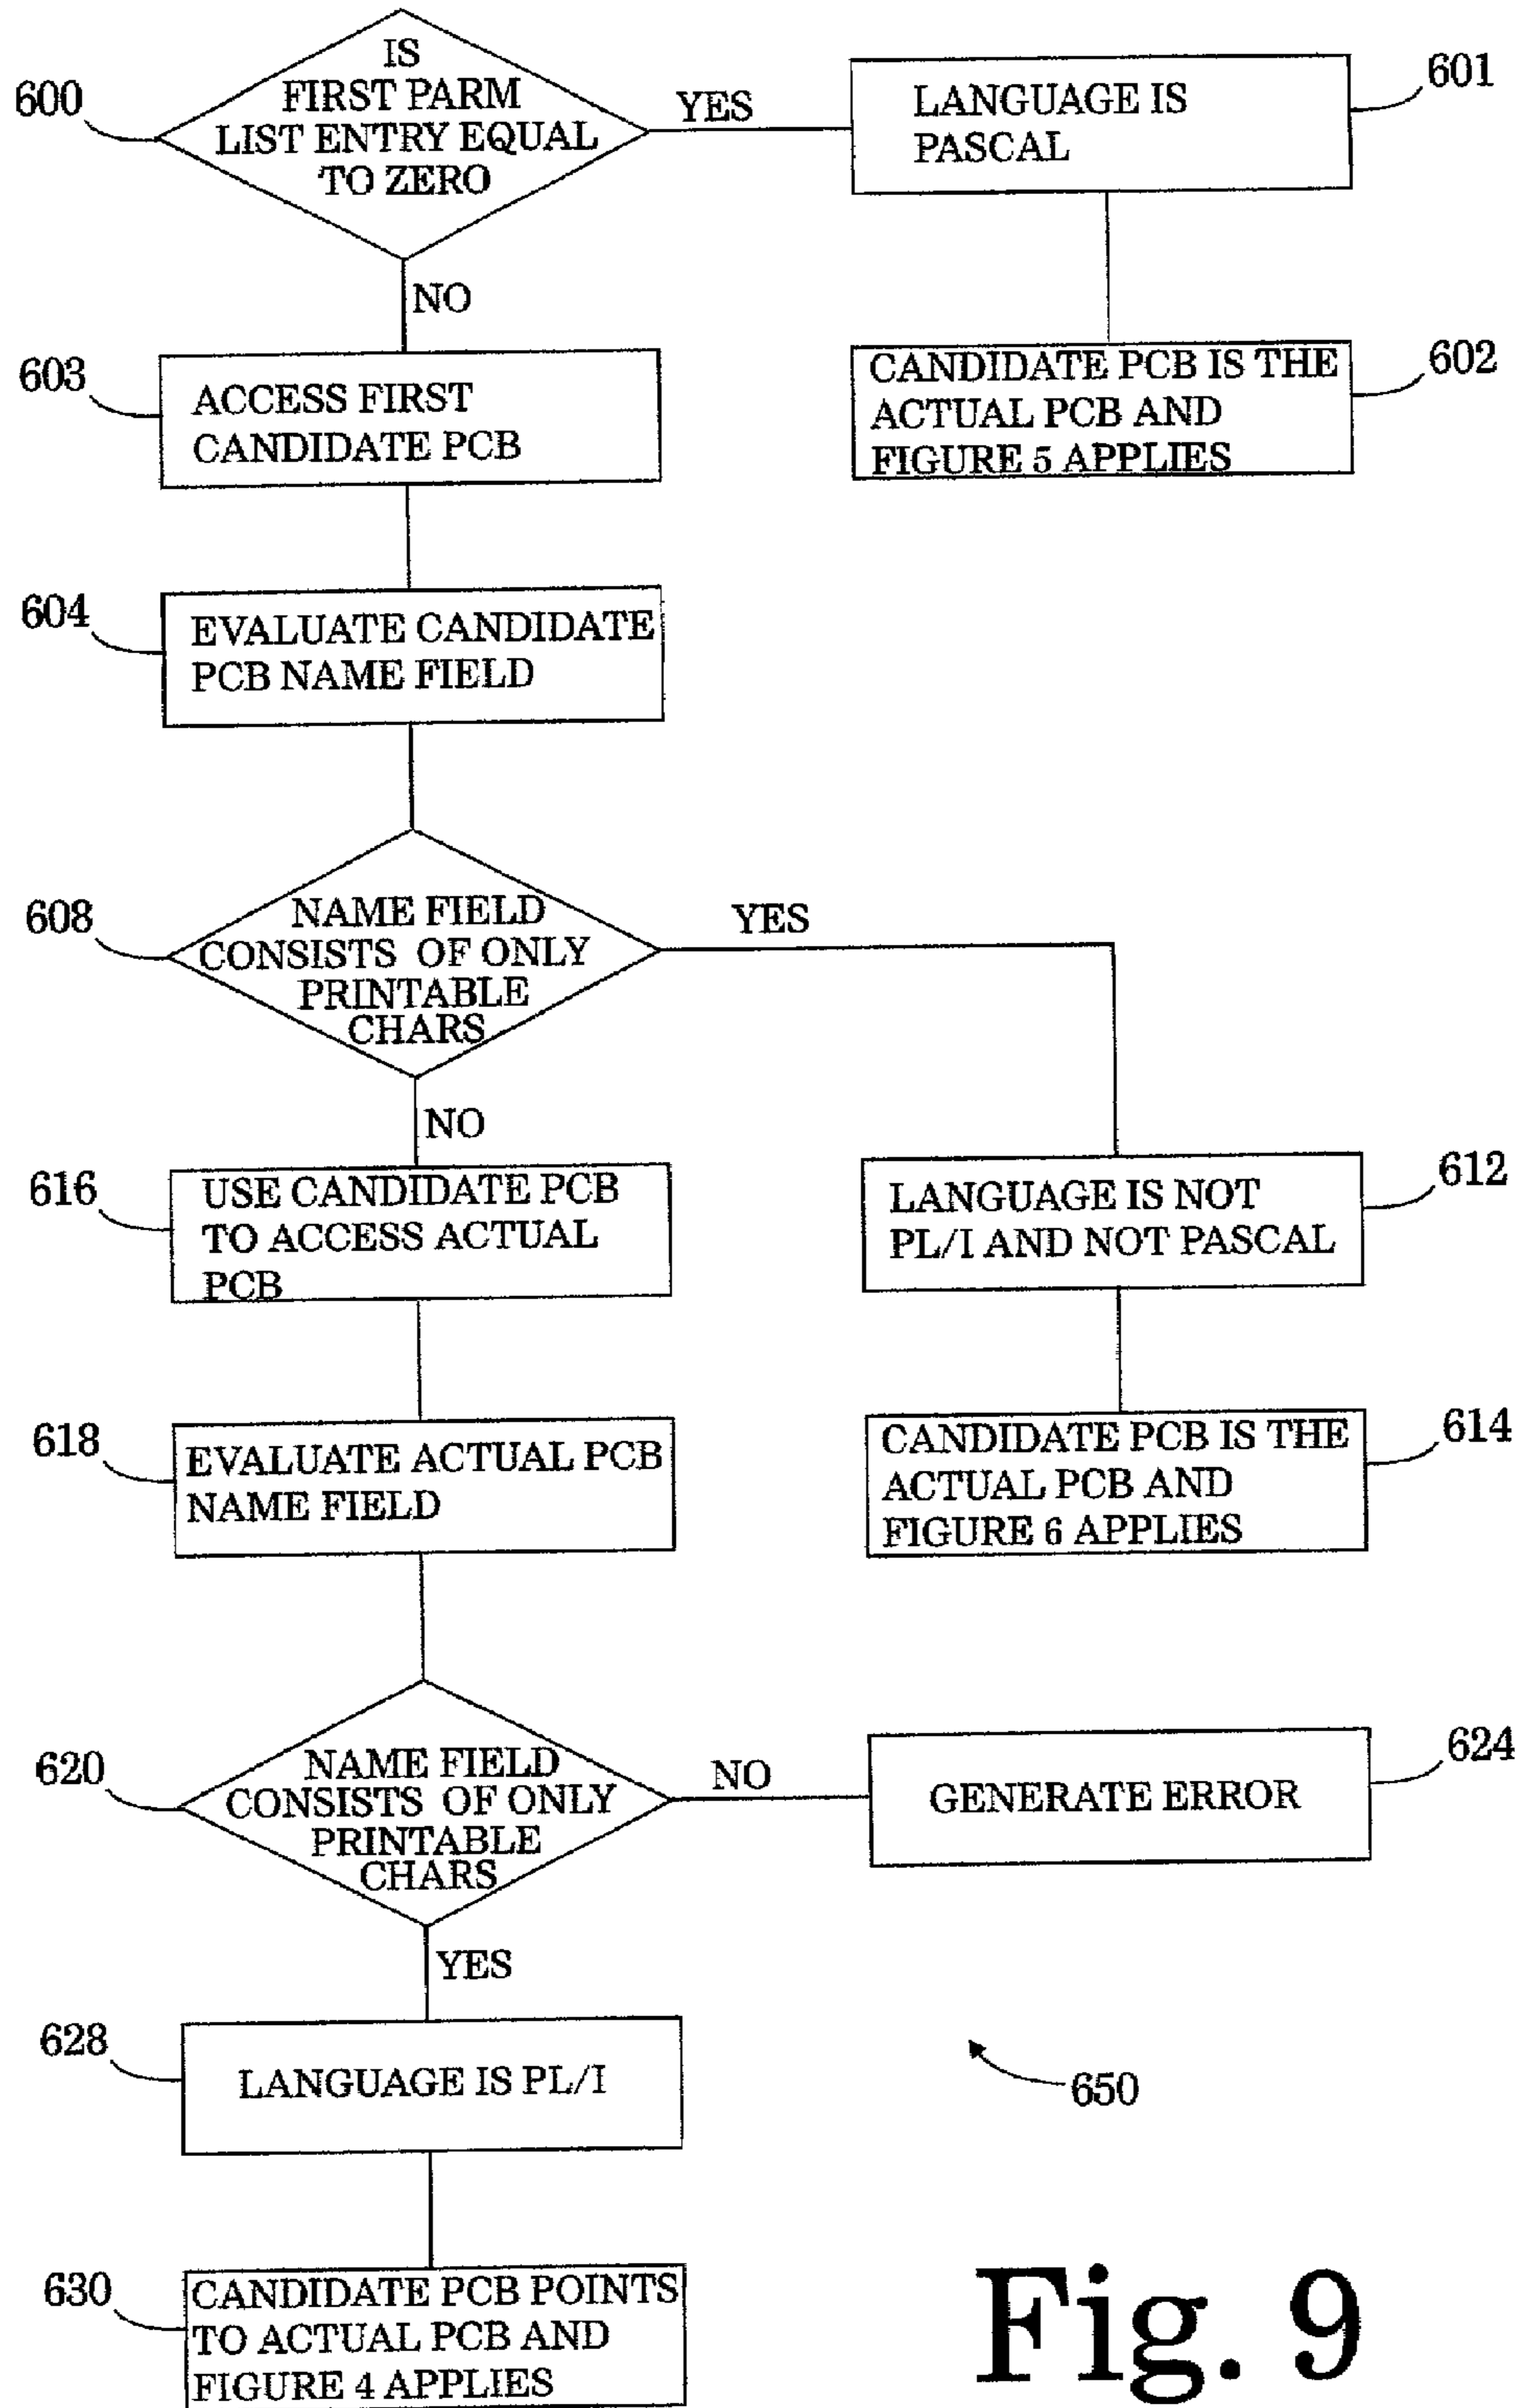 600
IS
FIRST PARM
LIST ENTRY EQUAL
TO ZERO
YES
LANGUAGE IS
PASCAL
601
NO
603
ACCESS FIRST
CANDIDATE PCB
CANDIDATE PCB IS THE
ACTUAL PCB AND
FIGURE 5 APPLIES
602
604
EVALUATE CANDIDATE
PCB NAME FIELD
608
NAME FIELD
CONSISTS OF ONLY
PRINTABLE
CHARS
YES
NO
616
USE CANDIDATE PCB
TO ACCESS ACTUAL
PCB
LANGUAGE IS NOT
PL/I AND NOT PASCAL
612
618
EVALUATE ACTUAL PCB
NAME FIELD
CANDIDATE PCB IS THE
ACTUAL PCB AND
FIGURE 6 APPLIES
614
620
NAME FIELD
CONSISTS OF ONLY
PRINTABLE
CHARS
NO
GENERATE ERROR
624
YES
628
LANGUAGE IS PL/I
650
630
CANDIDATE PCB POINTS
TO ACTUAL PCB AND
FIGURE 4 APPLIES
Fig. 9